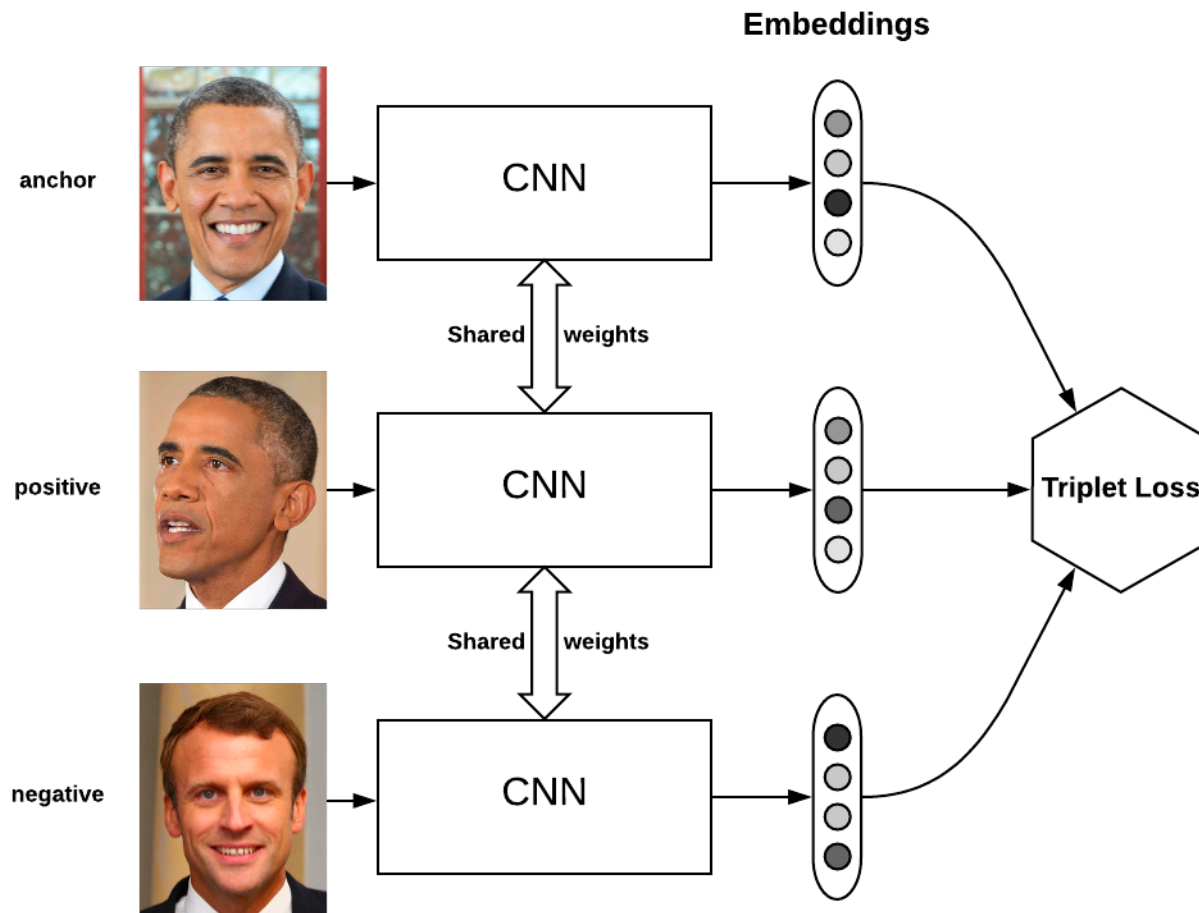 Embeddings
anchor
CNN
Shared weights
positive
CNN
Triplet Loss
Shared weights
negative
CNN